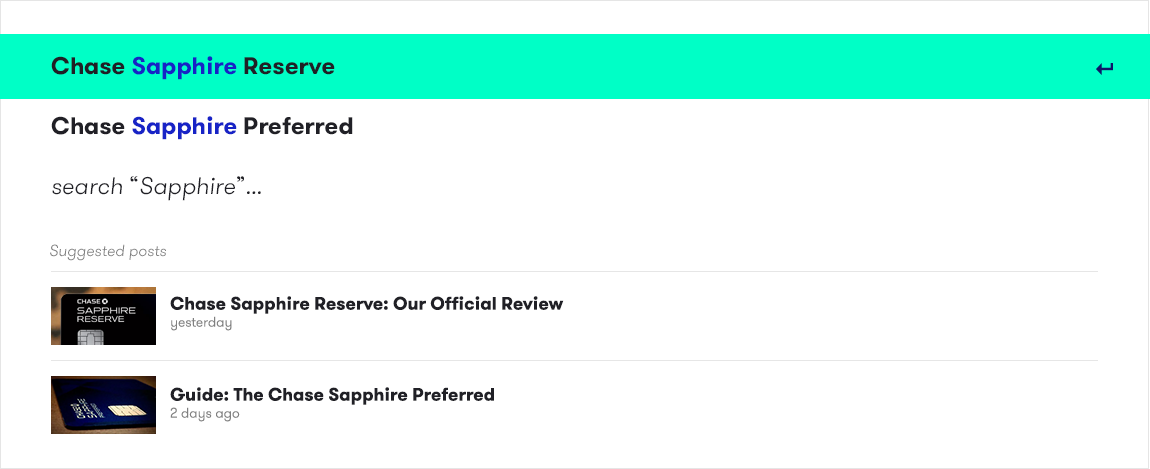 Chase Sapphire Reserve
Chase Sapphire Preferred
search “Sapphire”...
Suggested posts
CHASE
SAPPHIRE
RESERVE
Chase Sapphire Reserve: Our Official Review
yesterday
Guide: The Chase Sapphire Preferred
2 days ago